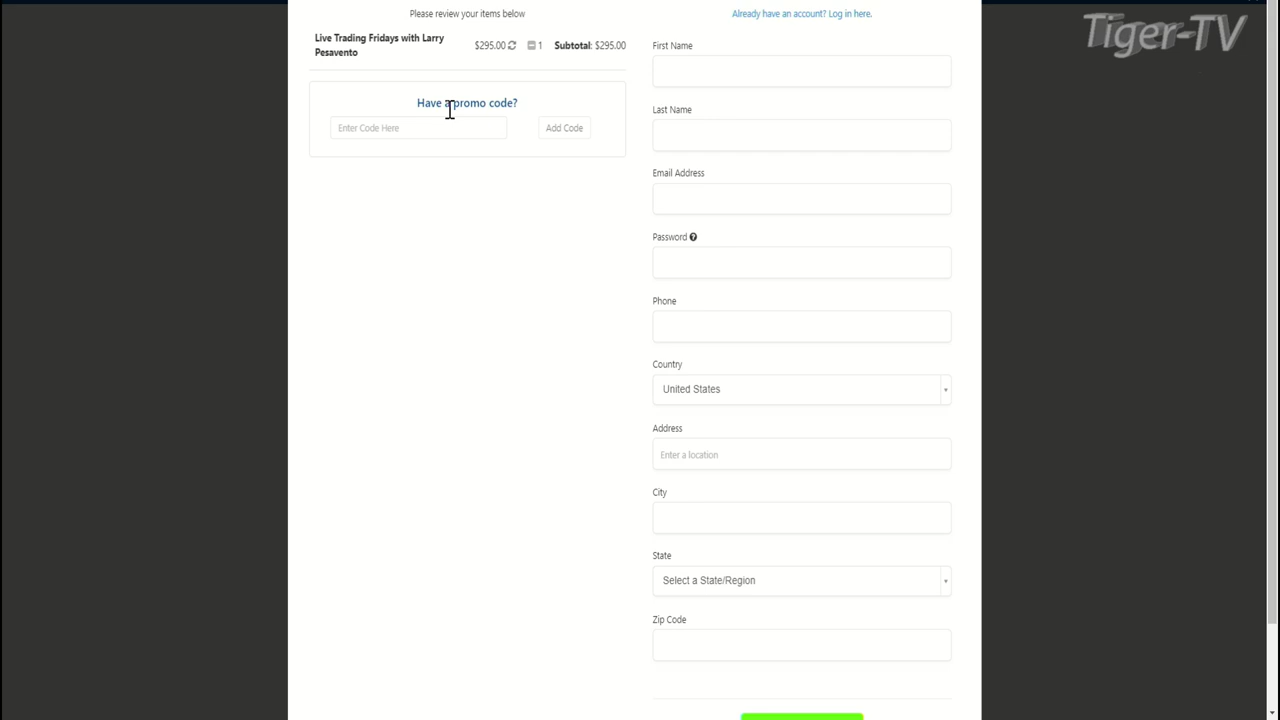 Please review your items below
Already have an account? Log in here.
Tiger-TV
Live Trading Fridays with Larry
Pesavento
$295.00
1
Subtotal: $295.00
Have a promo code?
Enter Code Here
Add Code
First Name
Last Name
Email Address
Password
Phone
Country
United States
Address
Enter a location
City
State
Select a State/Region
Zip Code